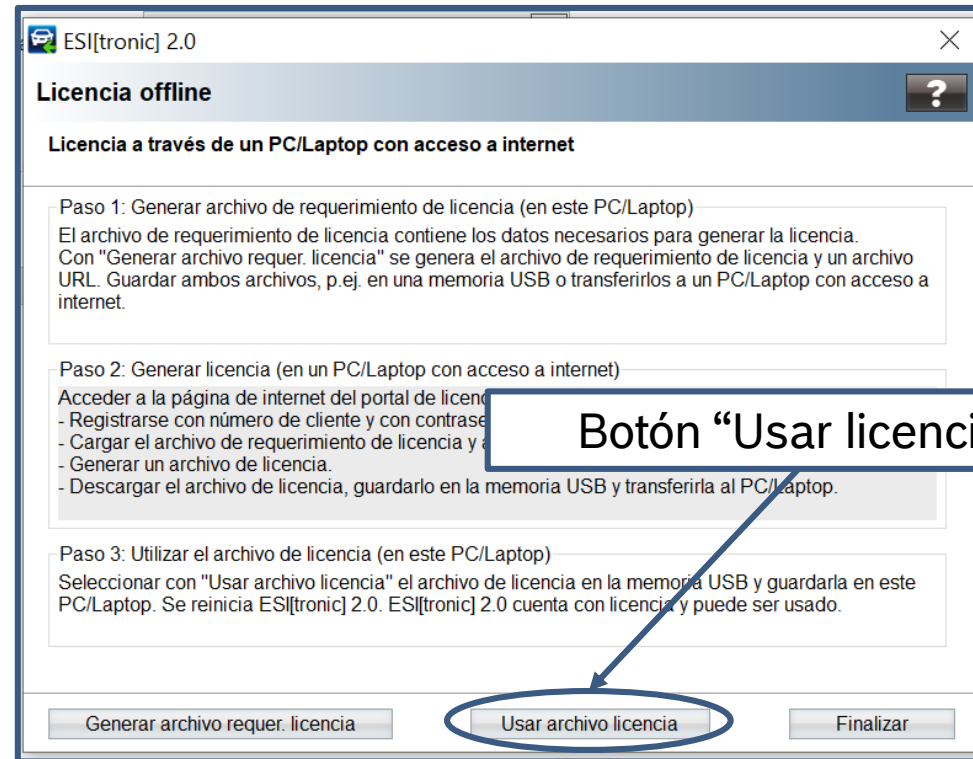 ESI[tronic] 2.0
Licencia offline
?
Licencia a través de un PC/Laptop con acceso a internet
Paso 1: Generar archivo de requerimiento de licencia (en este PC/Laptop)
El archivo de requerimiento de licencia contiene los datos necesarios para generar la licencia.
Con "Generar archivo requer. licencia" se genera el archivo de requerimiento de licencia y un archivo
URL. Guardar ambos archivos, p.ej. en una memoria USB o transferirlos a un PC/Laptop con acceso a
internet.
Paso 2: Generar licencia (en un PC/Laptop con acceso a internet)
Acceder a la página de internet del portal de
- Registrarse con número de cliente y con
- Cargar el archivo de requerimiento de licencia y
- Generar un archivo de licencia.
- Descargar el archivo de licencia, guardarlo en la memoria USB y transferirla al PC/Laptop.
Botón “Usar
Paso 3: Utilizar el archivo de licencia (en este PC/Laptop)
Seleccionar con "Usar archivo licencia" el archivo de licencia en la memoria USB y guardarla en este
PC/Laptop. Se reinicia ESI[tronic] 2.0. ESI[tronic] 2.0 cuenta con licencia y puede ser usado.
Generar archivo requer. licencia
Usar archivo licencia
Finalizar